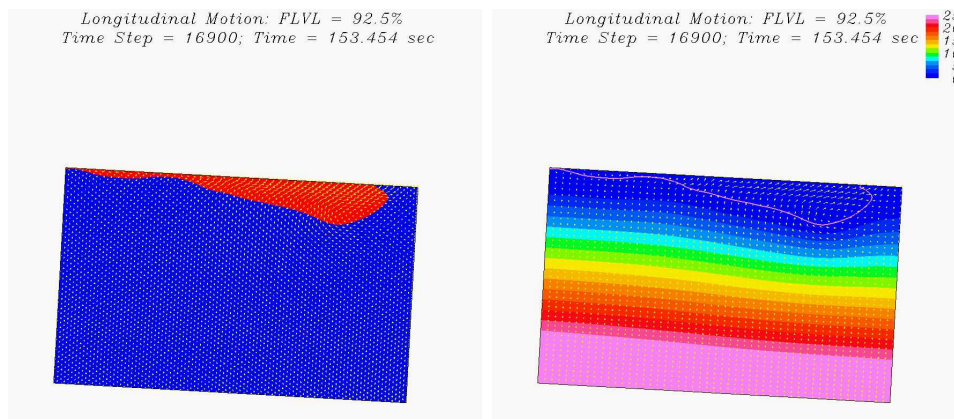 Longitudinal Motion: FLVL = 92.5%
Time Step = 16900; Time = 153.454 sec
Longitudinal Motion: FLVL = 92.5%
Time Step = 16900; Time = 153.454 sec